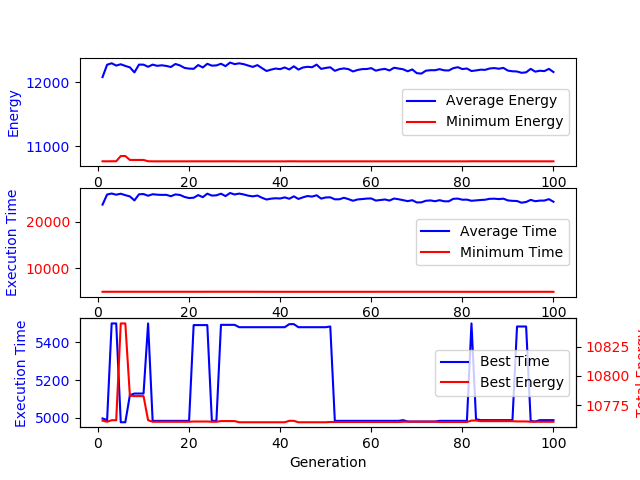 12000
11000
Energy
Average Energy
Minimum Energy
0 20 40 60 80 100
20000
10000
Execution Time
Average Time
Minimum Time
0 20 40 60 80 100
5400
5200
5000
Execution Time
Best Time
Best Energy
10825
10800
10775
Total Energy
0 20 40 60 80 100
Generation